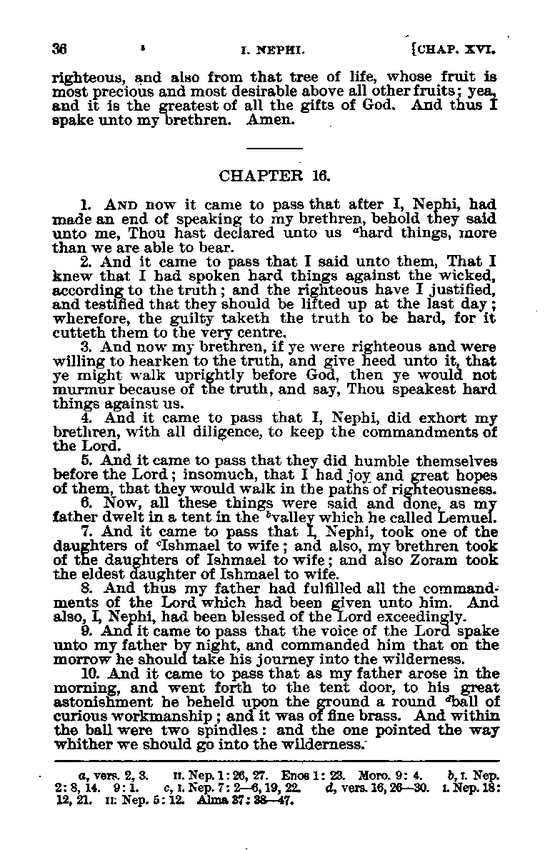 36 I. NEPHI. [CHAP. XVI.
righteous, and also from that tree of life, whose fruit is
most precious and most desirable above all other fruits; yea,
and it is the greatest of all the gifts of God. And thus I
spake unto my brethren. Amen.
CHAPTER 16.
1. AND now it came to pass that after I, Nephi, had
made an end of speaking to my brethren, behold they said
unto me, Thou hast declared unto us ᵃhard things, more
than we are able to bear.
2. And it came to pass that I said unto them, That I
knew that I had spoken hard things against the wicked,
according to the truth; and the righteous have I justified,
and testified that they should be lifted up at the last day;
wherefore, the guilty taketh the truth to be hard, for it
cutteth them to the very centre.
3. And now my brethren, if ye were righteous and were
willing to hearken to the truth, and give heed unto it, that
ye might walk uprightly before God, then ye would not
murmur because of the truth, and say, Thou speakest hard
things against us.
4. And it came to pass that I, Nephi, did exhort my
brethren, with all diligence, to keep the commandments of
the Lord.
5. And it came to pass that they did humble themselves
before the Lord; insomuch, that I had joy and great hopes
of them, that they would walk in the paths of righteousness.
6. Now, all these things were said and done, as my
father dwelt in a tent in the ᵇvalley which he called Lemuel.
7. And it came to pass that I, Nephi, took one of the
daughters of ᶜIshmael to wife; and also, my brethren took
of the daughters of Ishmael to wife; and also Zoram took
the eldest daughter of Ishmael to wife.
8. And thus my father had fulfilled all the command-
ments of the Lord which had been given unto him. And
also, I, Nephi, had been blessed of the Lord exceedingly.
9. And it came to pass that the voice of the Lord spake
unto my father by night, and commanded him that on the
morrow he should take his journey into the wilderness.
10. And it came to pass that as my father arose in the
morning, and went forth to the tent door, to his great
astonishment he beheld upon the ground a round ᵈball of
curious workmanship; and it was of fine brass. And within
the ball were two spindles: and the one pointed the way
whither we should go into the wilderness.
a, vers. 2, 3. II. Nep. 1: 26, 27. Enos 1: 23. Moro. 9: 4. b, I. Nep.
2: 8, 14. 9: 1. c, I. Nep. 7: 2—6, 19, 22. d, vers. 16, 26—30. I. Nep. 18:
12, 21. II: Nep. 5: 12. Alma 37: 38—47.